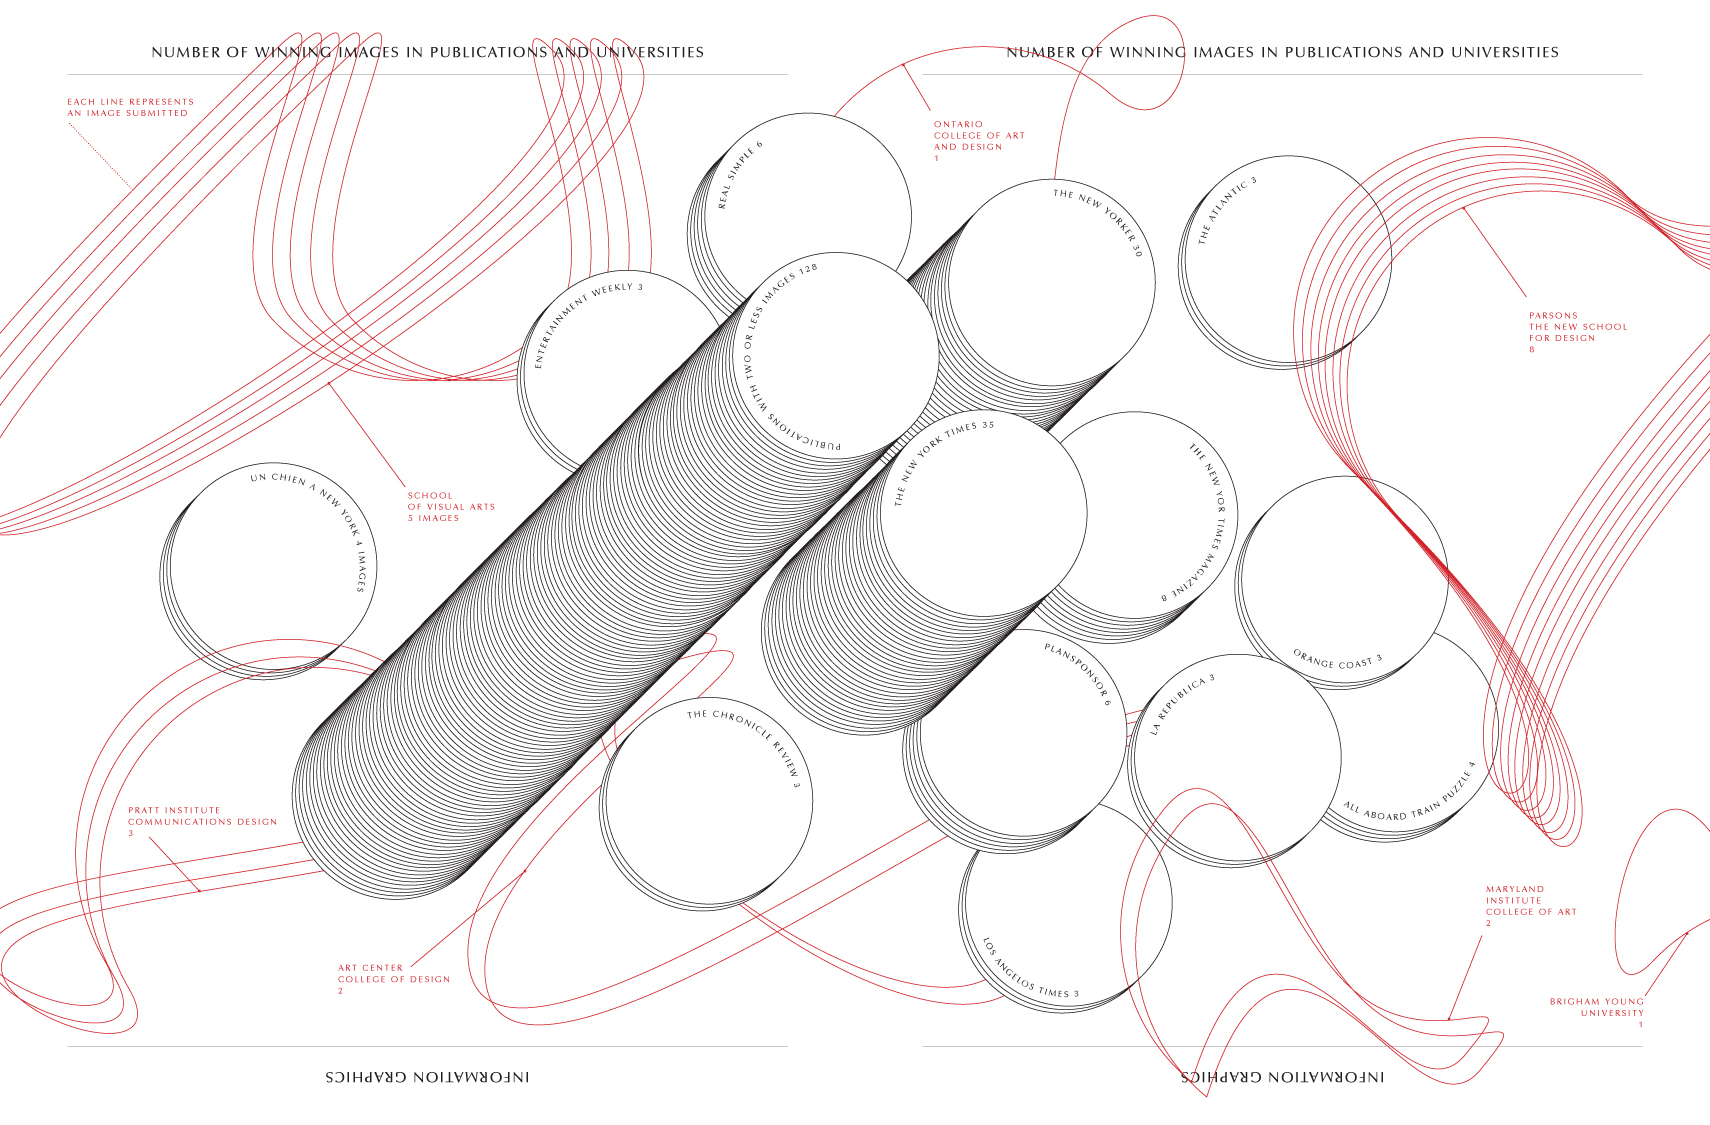 NUMBER OF WINNING IMAGES IN PUBLICATIONS AND UNIVERSITIES
NUMBER OF WINNING IMAGES IN PUBLICATIONS AND UNIVERSITIES
EACH LINE REPRESENTS
AN IMAGE SUBMITTED
ONTARIO
COLLEGE OF ART
AND DESIGN
1
REAL SIMPLE 6
THE NEW YORKER 30
THE ATLANTIC 3
PUBLICATIONS WITH TWO OR LESS IMAGES 128
ENTERTAINMENT WEEKLY 3
PARSONS
THE NEW SCHOOL
FOR DESIGN
8
THE NEW YORK TIMES 35
THE NEW YOR TIMES MAGAZINE 8
UN CHIEN A NEW YORK 4 IMAGES
SCHOOL
OF VISUAL ARTS
5 IMAGES
PLANSPONSOR 6
ORANGE COAST 3
LA REPUBLICA 3
THE CHRONICLE REVIEW 3
ALL ABOARD TRAIN PUZZLE 4
PRATT INSTITUTE
COMMUNICATIONS DESIGN
3
MARYLAND
INSTITUTE
COLLEGE OF ART
2
LOS ANGELOS TIMES 3
ART CENTER
COLLEGE OF DESIGN
2
BRIGHAM YOUNG
UNIVERSITY
1
INFORMATION GRAPHICS
INFORMATION GRAPHICS